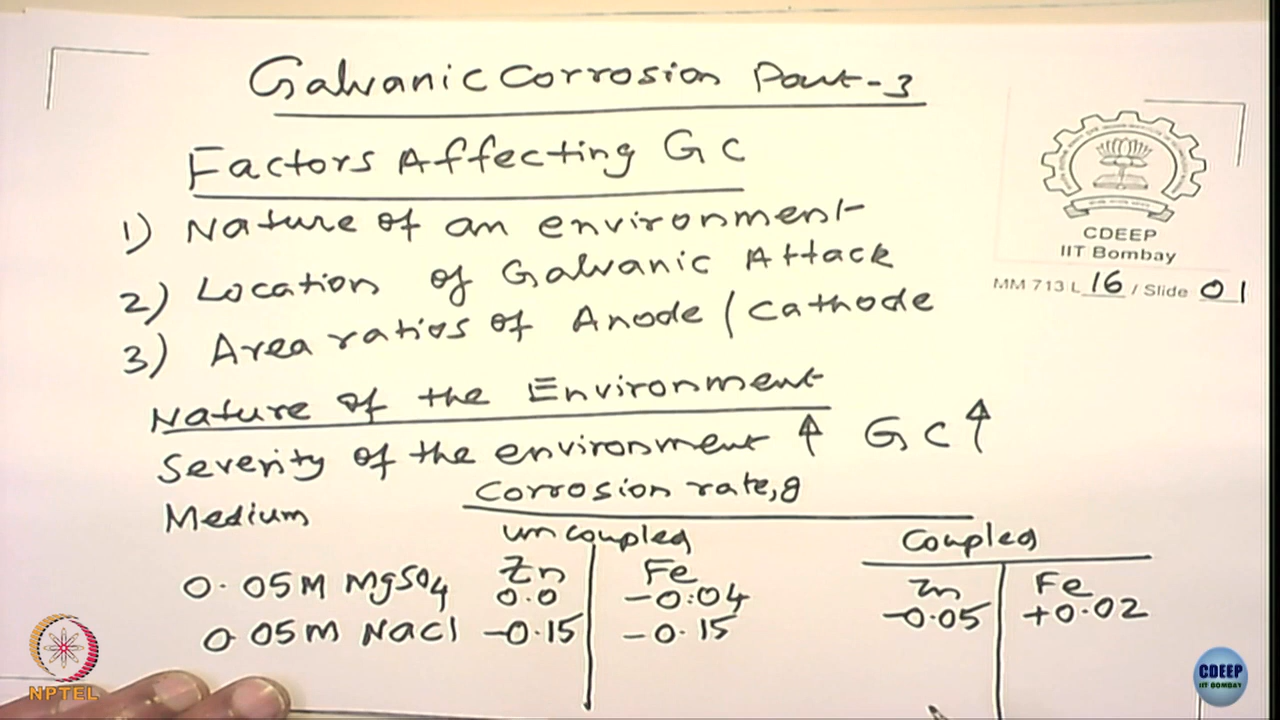 Galvanic Corrosion Part-3
Factors Affecting GC
1) Nature of an environment
2) Location of Galvanic Attack
3) Area ratios of Anode / Cathode
CDEEP
IIT Bombay
MM 713 L 16 / Slide 01
Nature of the Environment
Severity of the environment ↑ GC ↑
Corrosion rate, g
Medium
uncoupled Coupled
Zn Fe Zn Fe
0.05M MgSO4 0.0 -0.04 -0.05 +0.02
0.05M NaCl -0.15 -0.15
NPTEL
CDEEP
IIT BOMBAY